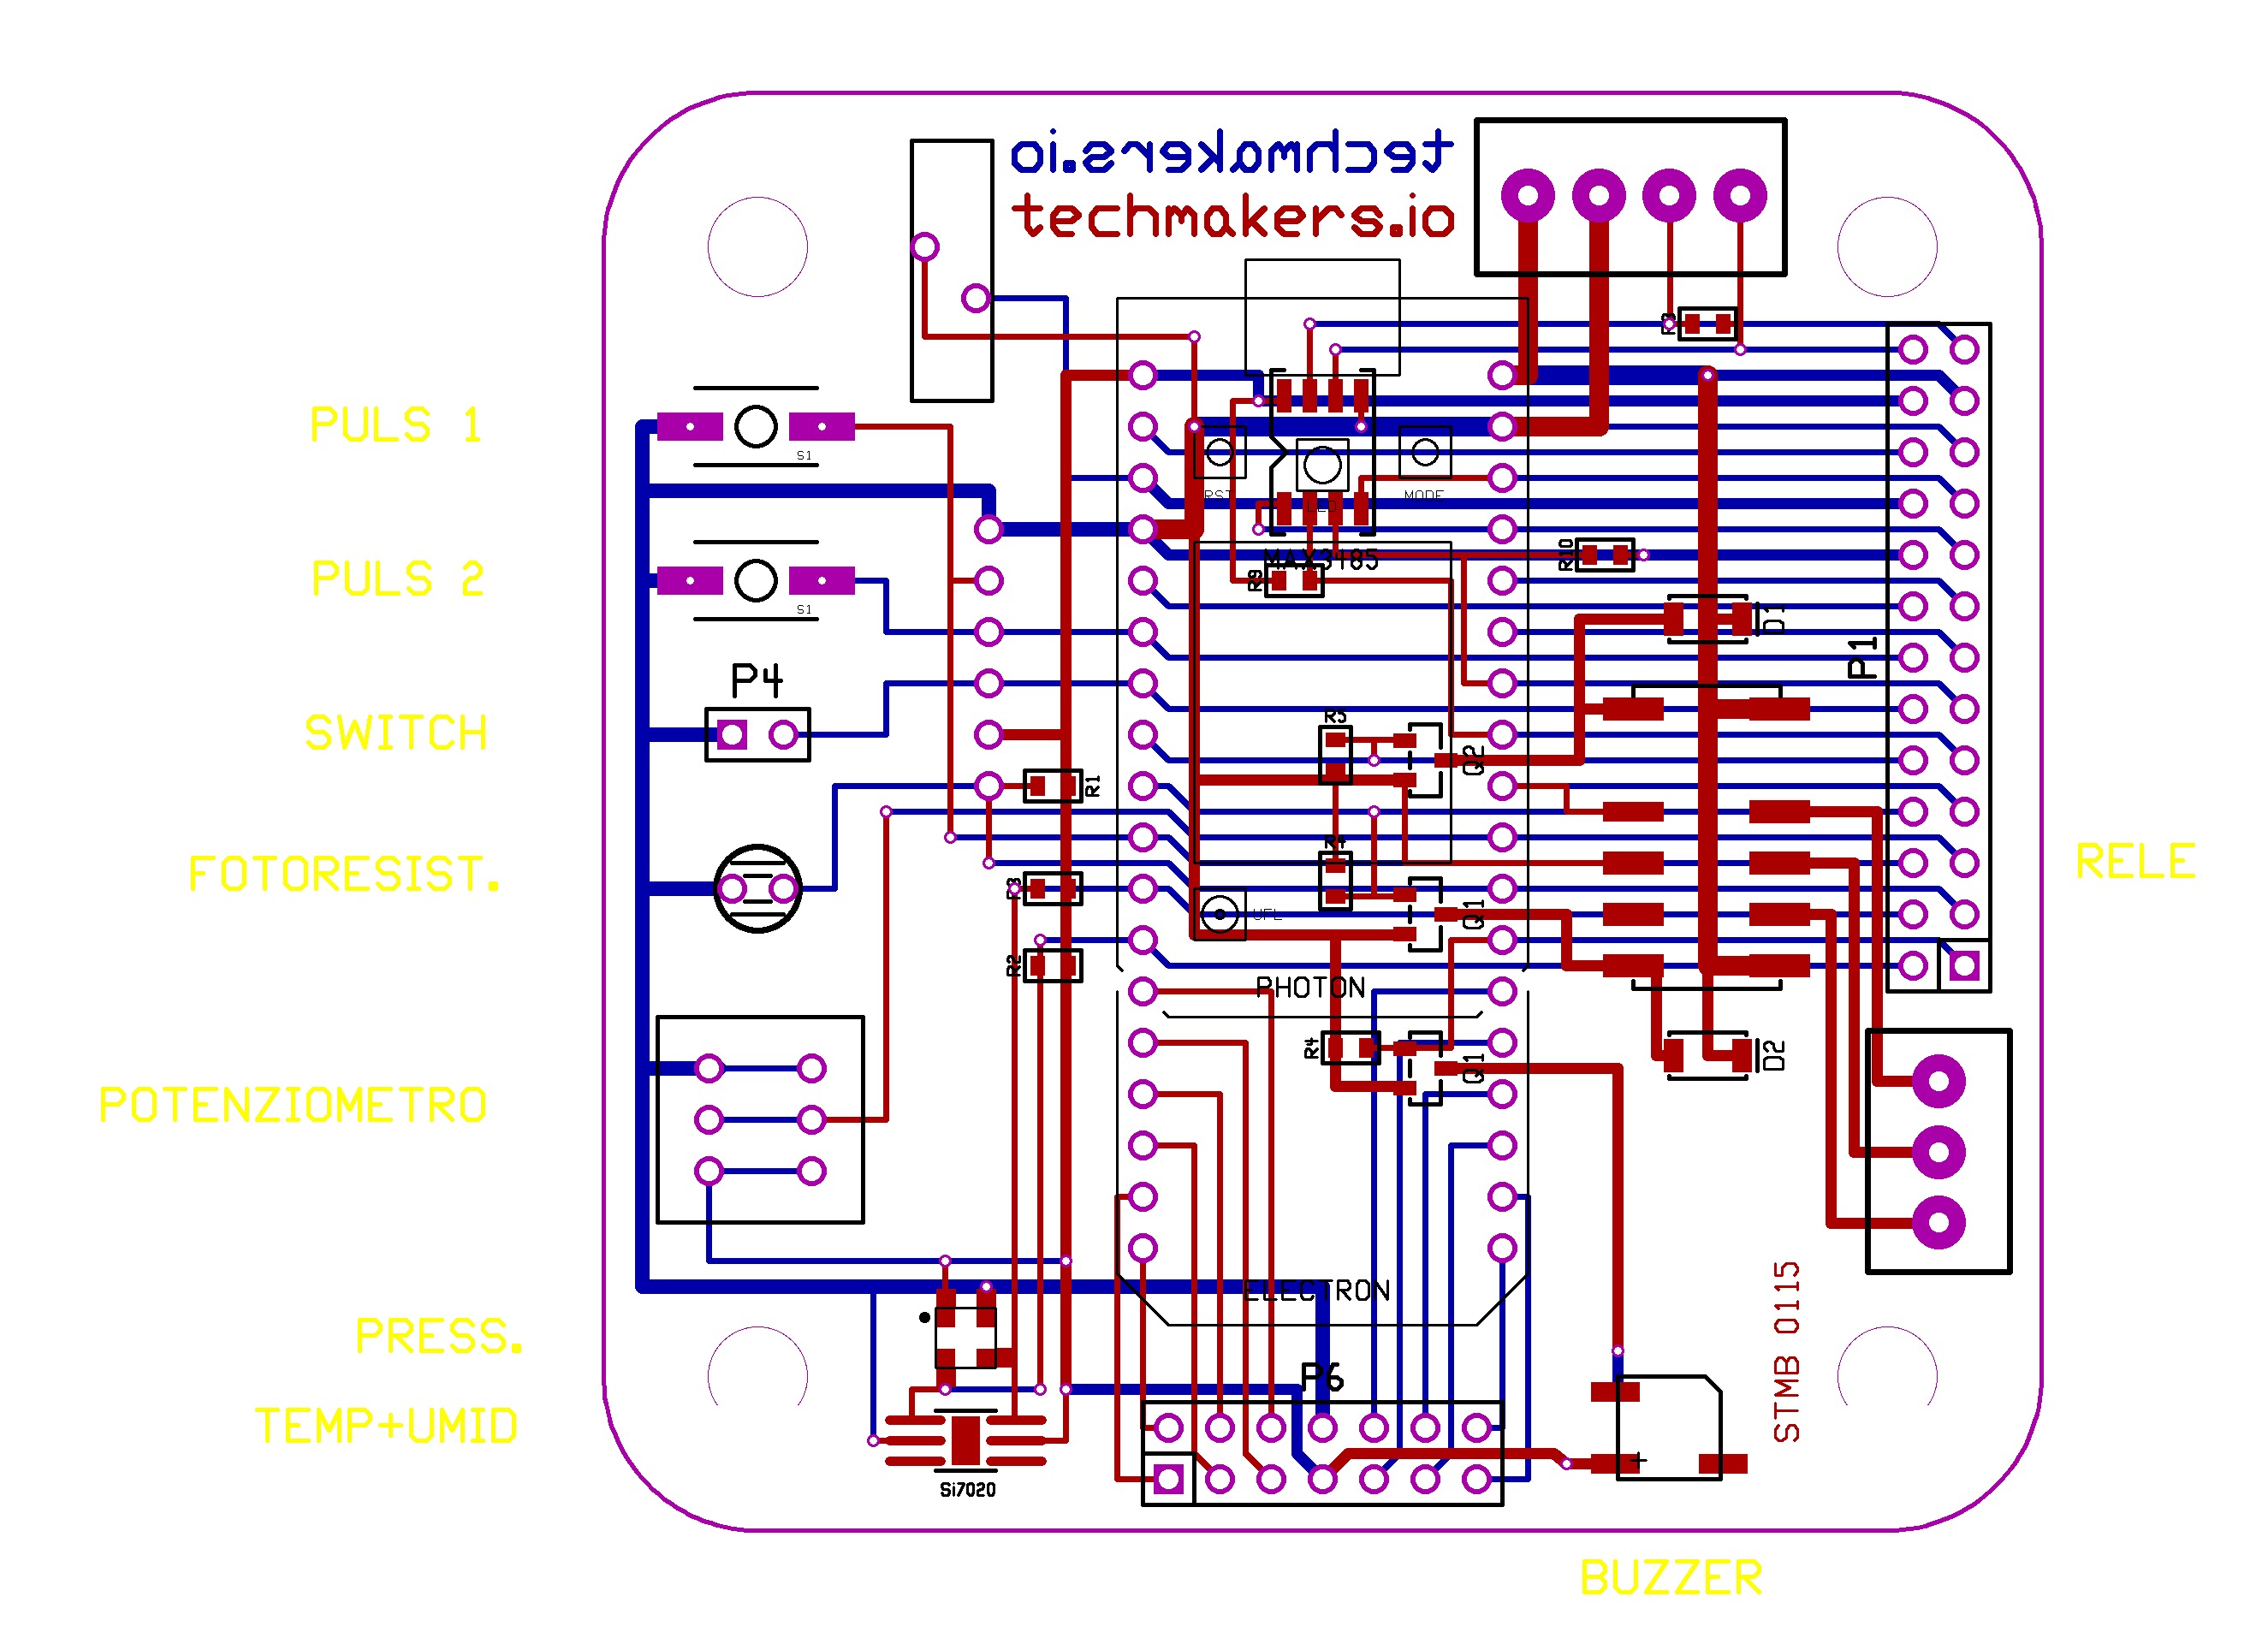 techmakers.io
techmakers.io
R3
PULS 1
S1
RST
LED
MODE
MAX3485
R10
R9
PULS 2
S1
D1
P1
P4
SWITCH
R5
Q2
R1
R4
FOTORESIST.
RELE
R3
UFL
Q1
R2
PHOTON
R4
Q1
D2
POTENZIOMETRO
ELECTRON
PRESS.
P6
STMB 0115
TEMP+UMID
+
Si7020
BUZZER